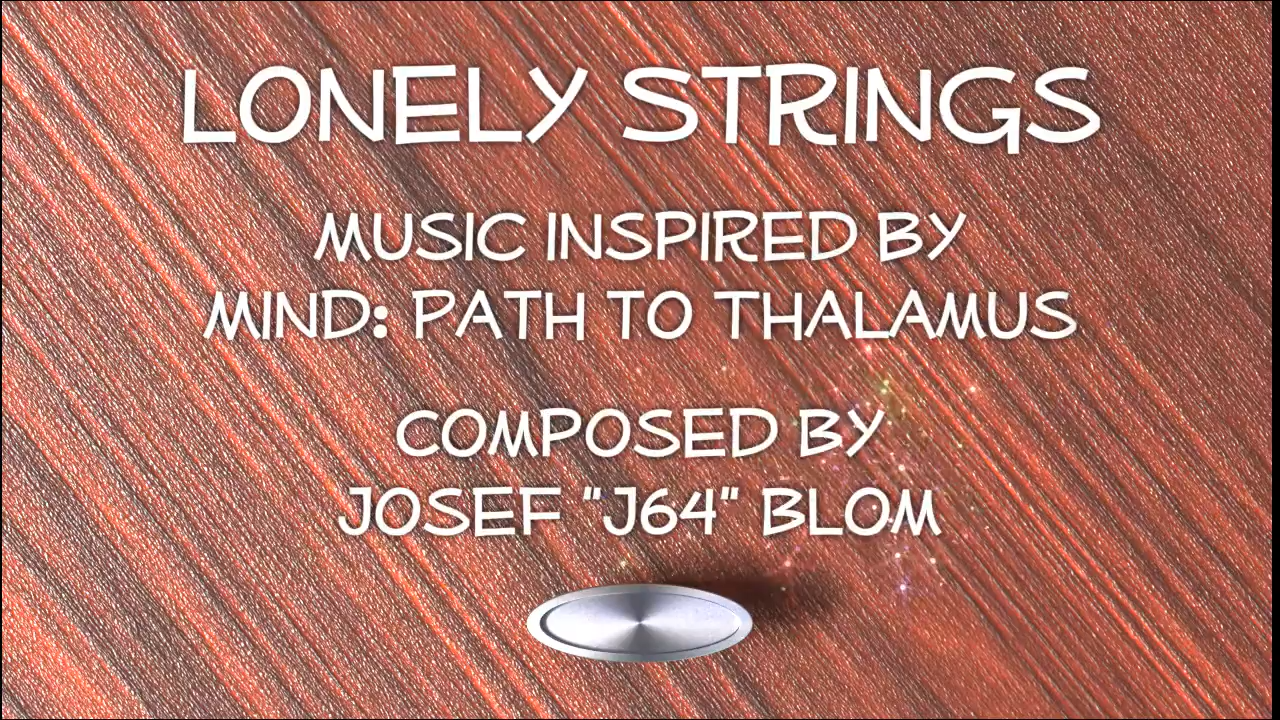 LONELY STRINGS
MUSIC INSPIRED BY
MIND: PATH TO THALAMUS
COMPOSED BY
JOSEF "J64" BLOM